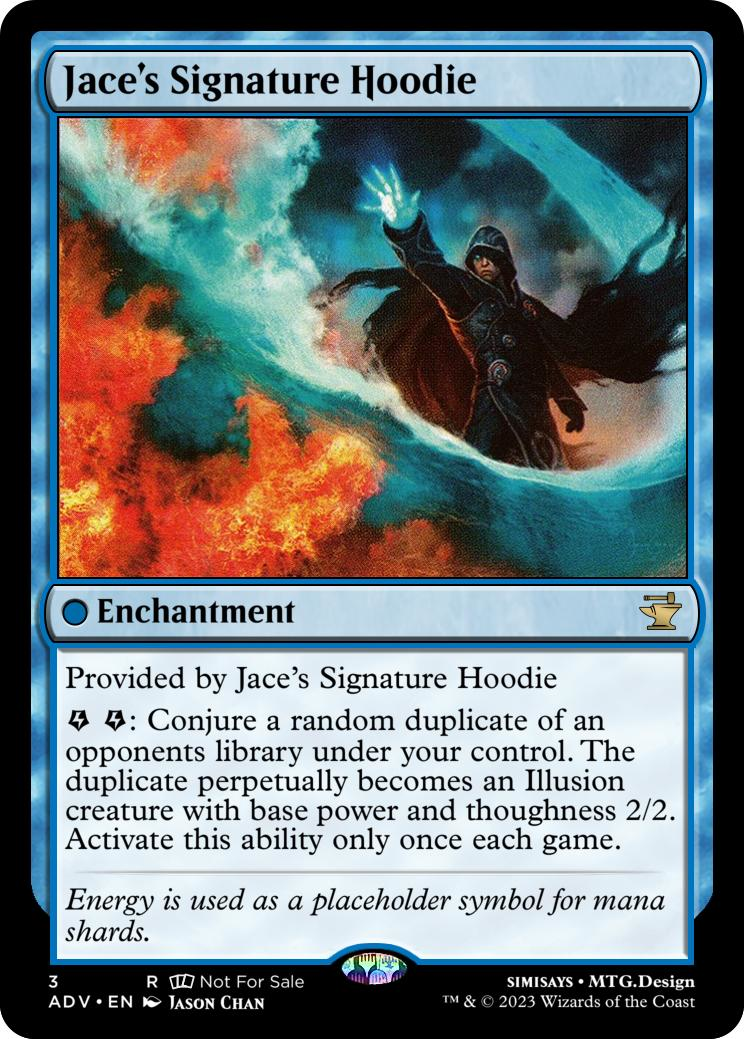 Jace's Signature Hoodie
Enchantment
Provided by Jace's Signature Hoodie
: Conjure a random duplicate of an
opponents library under your control. The
duplicate perpetually becomes an Illusion
creature with base power and thoughness 2/2.
Activate this ability only once each game.
Energy is used as a placeholder symbol for mana
shards.
3 R Not For Sale
ADV • EN Jason Chan
simisays • MTG.Design
™ & © 2023 Wizards of the Coast